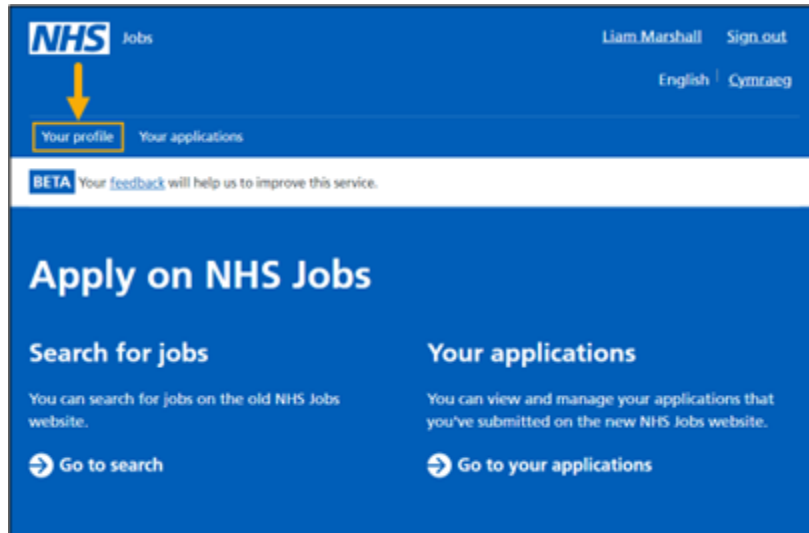 NHS Jobs
Liam Marshall Sign out
English Cymraeg
Your profile Your applications
BETA Your feedback will help us to improve this service.
Apply on NHS Jobs
Search for jobs
You can search for jobs on the old NHS Jobs
website.
Go to search
Your applications
You can view and manage your applications that
you've submitted on the new NHS Jobs website.
Go to your applications